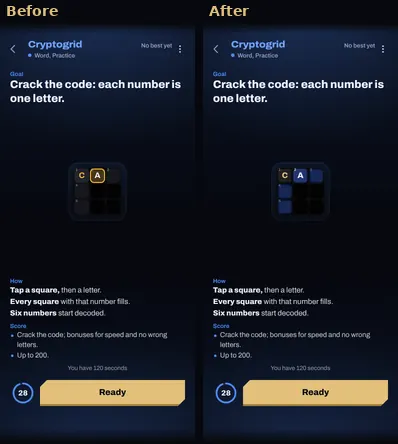 Before
Cryptogrid
Word, Practice
No best yet
Goal
Crack the code: each number is
one letter.
C A
How
Tap a square, then a letter.
Every square with that number fills.
Six numbers start decoded.
Score
Crack the code; bonuses for speed and no wrong
letters.
Up to 200.
You have 120 seconds
28
Ready
After
Cryptogrid
Word, Practice
No best yet
Goal
Crack the code: each number is
one letter.
C A
How
Tap a square, then a letter.
Every square with that number fills.
Six numbers start decoded.
Score
Crack the code; bonuses for speed and no wrong
letters.
Up to 200.
You have 120 seconds
28
Ready